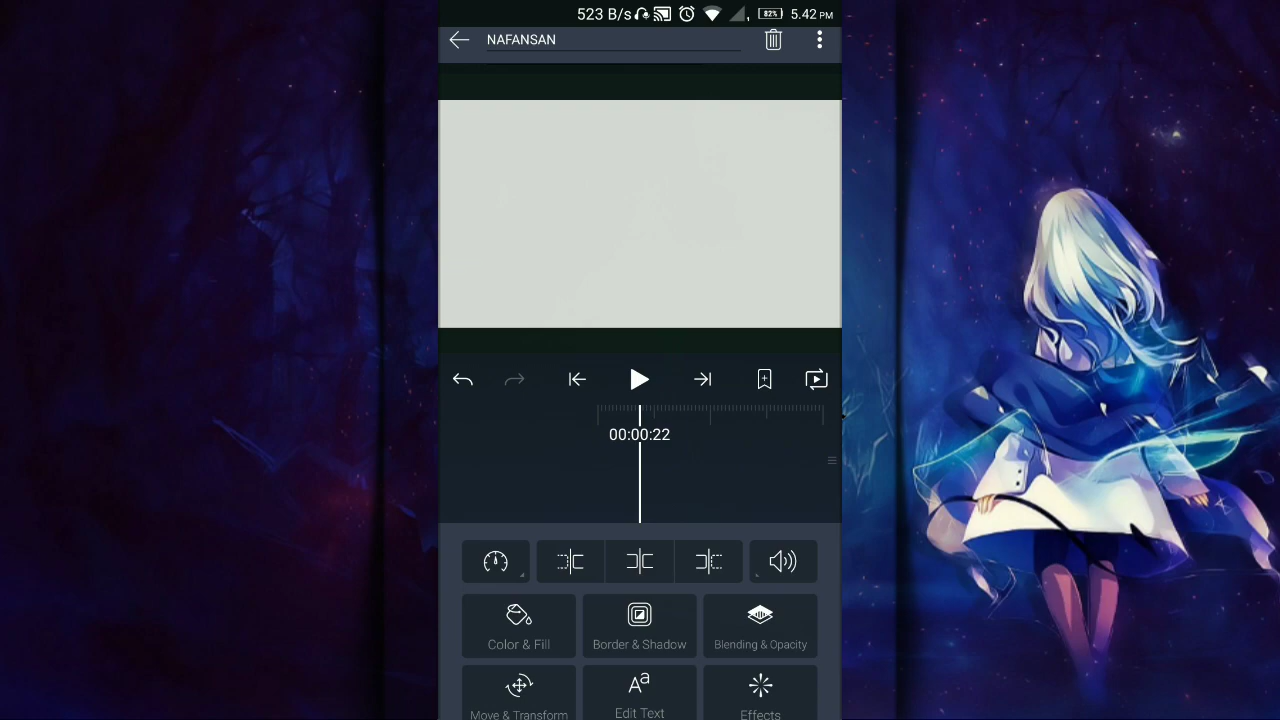 523 B/s 82% 5.42 PM
NAFANSAN
00:00:22
Color & Fill
Border & Shadow
Blending & Opacity
Move & Transform
Edit Text
Effects